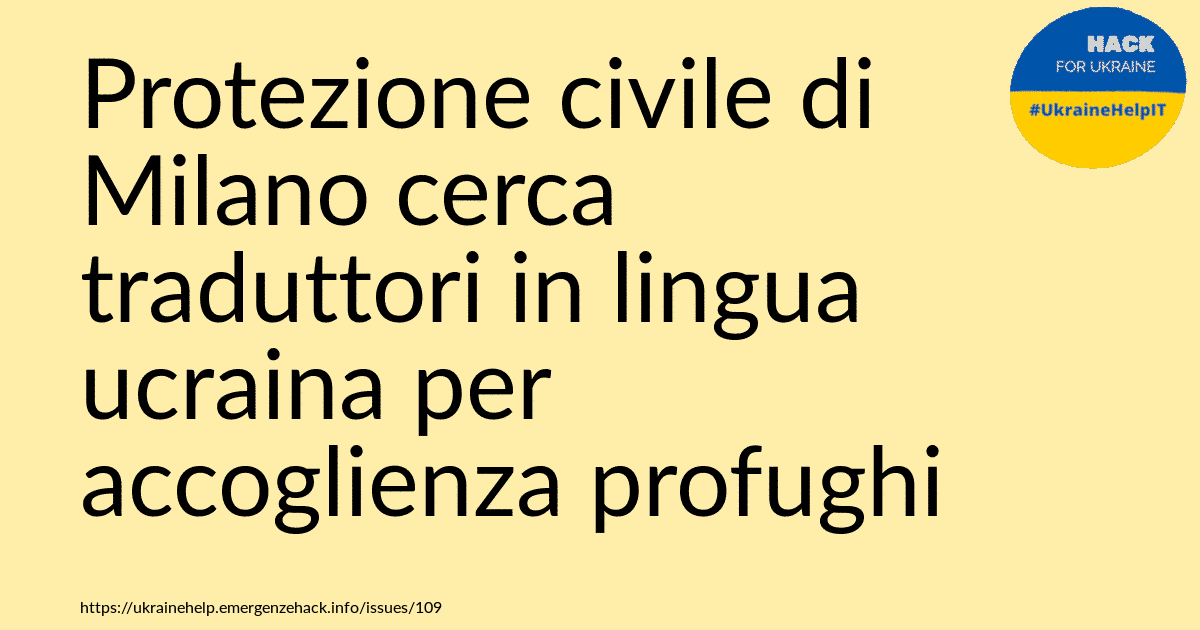 Protezione civile di
Milano cerca
traduttori in lingua
ucraina per
accoglienza profughi
HACK
FOR UKRAINE
#UkraineHelpIT
https://ukrainehelp.emergenzehack.info/issues/109